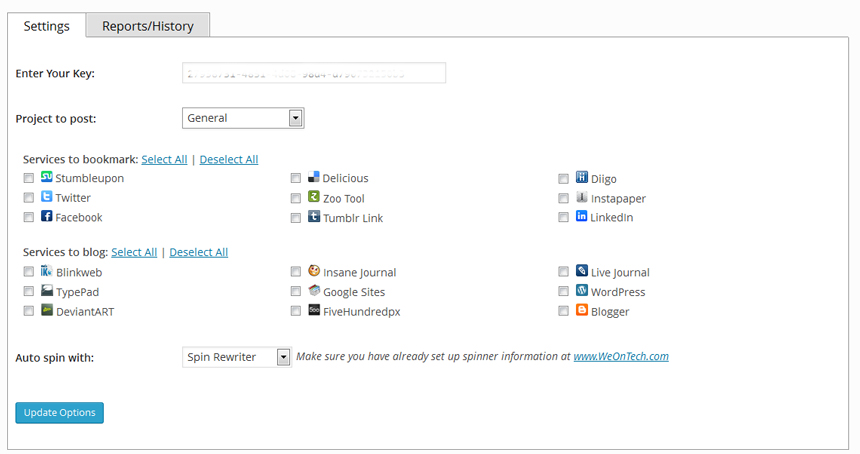 Settings Reports/History
Enter Your Key:
Project to post: General
Services to bookmark: Select All | Deselect All
Stumbleupon Delicious Diigo
Twitter Zoo Tool Instapaper
Facebook Tumblr Link LinkedIn
Services to blog: Select All | Deselect All
Blinkweb Insane Journal Live Journal
TypePad Google Sites WordPress
DeviantART FiveHundredpx Blogger
Auto spin with: Spin Rewriter Make sure you have already set up spinner information at www.WeOnTech.com
Update Options